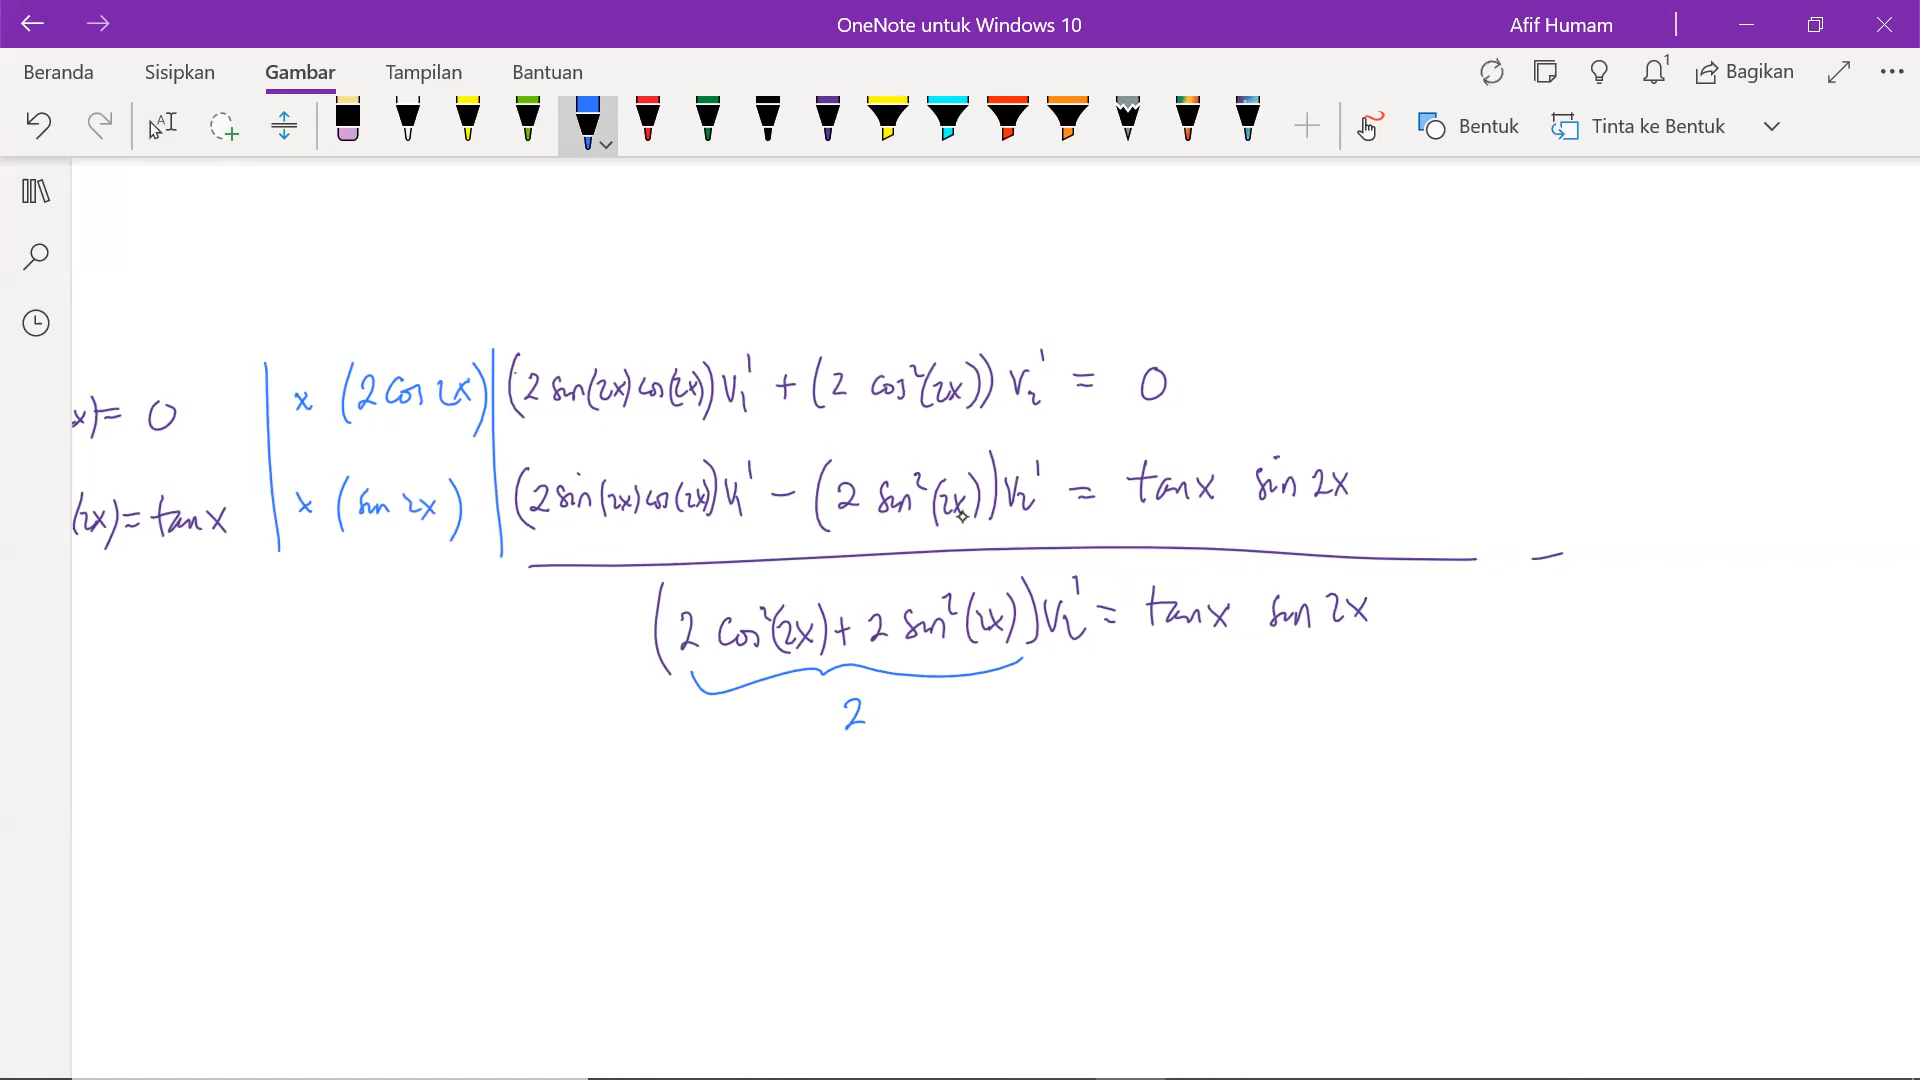 OneNote untuk Windows 10
Afif Humam
Beranda Sisipkan Gambar Tampilan Bantuan
1
Bagikan
Bentuk
Tinta ke Bentuk
x)= 0 | × (2 cos 2x) | (2 sin(2x) cos(2x)) V₁' + (2 cos²(2x)) V₂' = 0
(2x)= tan x | × (sin 2x) | (2 sin(2x) cos(2x)) V₁' − (2 sin²(2x)) V₂' = tan x sin 2x
−
(2 cos²(2x) + 2 sin²(2x)) V₂' = tan x sin 2x
2